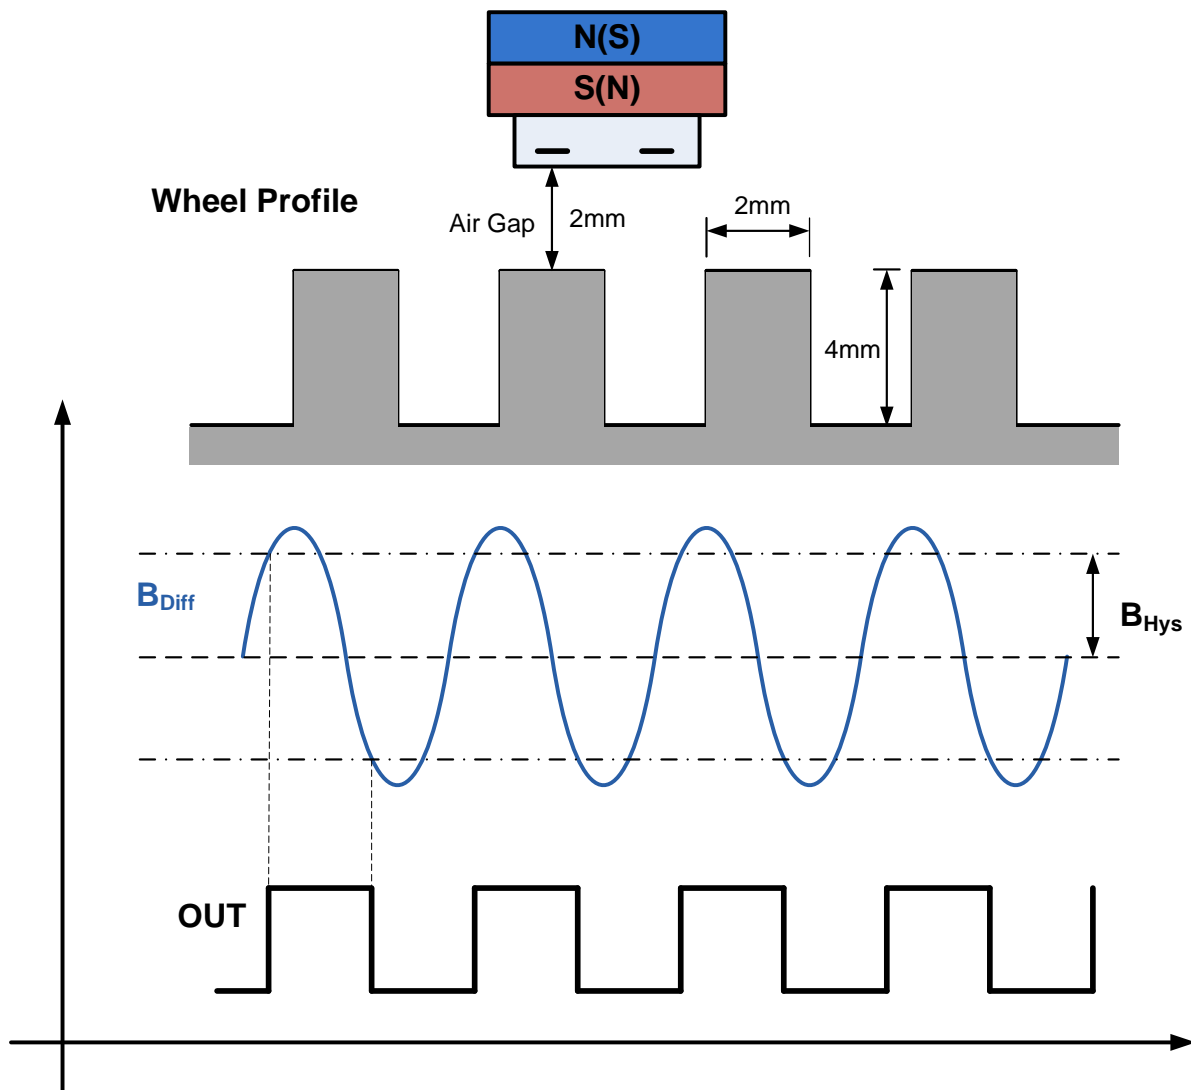 N(S)
S(N)
Wheel Profile
Air Gap
2mm
2mm
4mm
BDiff
BHys
OUT